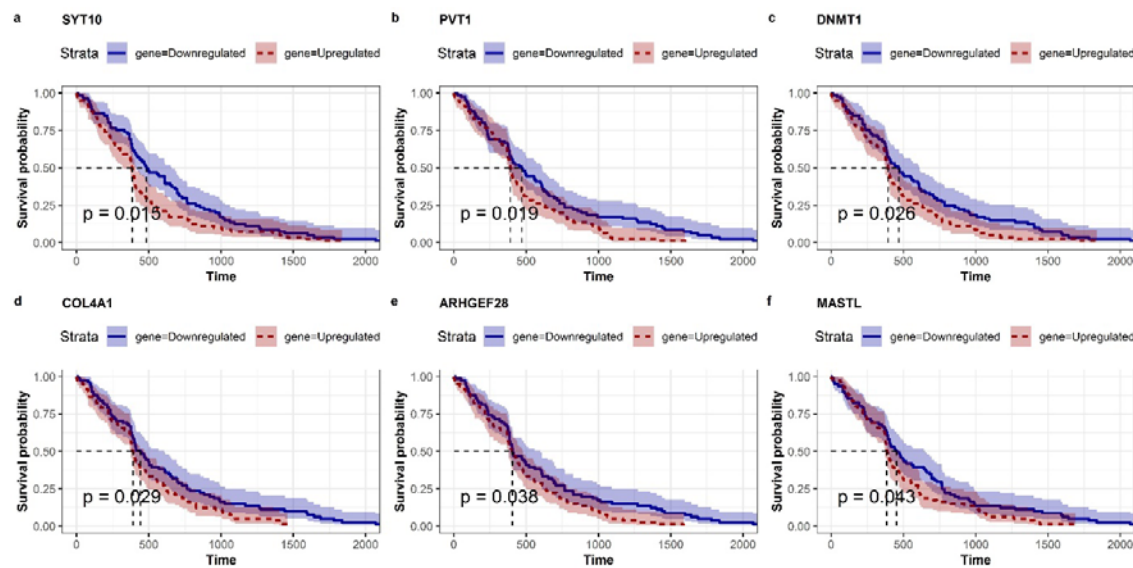 a SYT10 b PVT1 c DNMT1
Strata gene=Downregulated gene=Upregulated Strata gene=Downregulated gene=Upregulated Strata gene=Downregulated gene=Upregulated
1.00 1.00 1.00
0.75 0.75 0.75
0.50 0.50 0.50
0.25 0.25 0.25
p = 0.015 p = 0.019 p = 0.026
0.00 0.00 0.00
Survival probability Survival probability Survival probability
0 500 1000 1500 2000 0 500 1000 1500 2000 0 500 1000 1500 2000
Time Time Time
d COL4A1 e ARHGEF28 f MASTL
Strata gene=Downregulated gene=Upregulated Strata gene=Downregulated gene=Upregulated Strata gene=Downregulated gene=Upregulated
1.00 1.00 1.00
0.75 0.75 0.75
0.50 0.50 0.50
0.25 0.25 0.25
p = 0.029 p = 0.038 p = 0.043
0.00 0.00 0.00
Survival probability Survival probability Survival probability
0 500 1000 1500 2000 0 500 1000 1500 2000 0 500 1000 1500 2000
Time Time Time